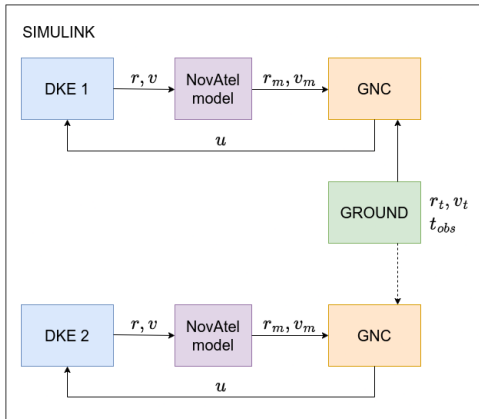 SIMULINK
DKE 1
r, v
NovAtel
model
r_m, v_m
GNC
u
GROUND
r_t, v_t
t_obs
DKE 2
r, v
NovAtel
model
r_m, v_m
GNC
u